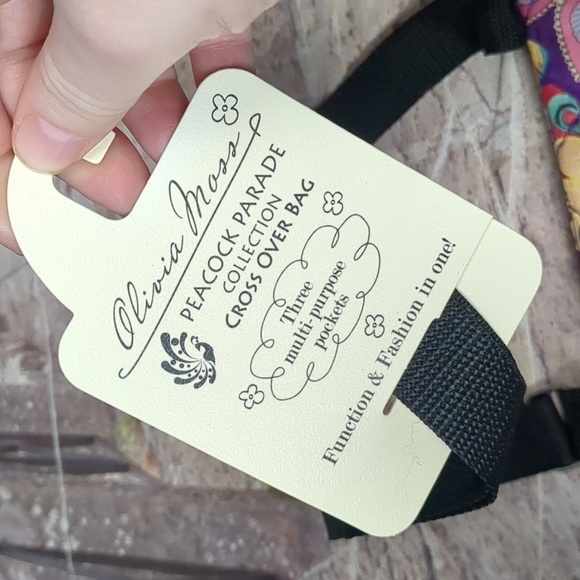 Olivia Moss
PEACOCK PARADE
COLLECTION
CROSS OVER BAG
Three
multi-purpose
pockets
Function & Fashion in one!